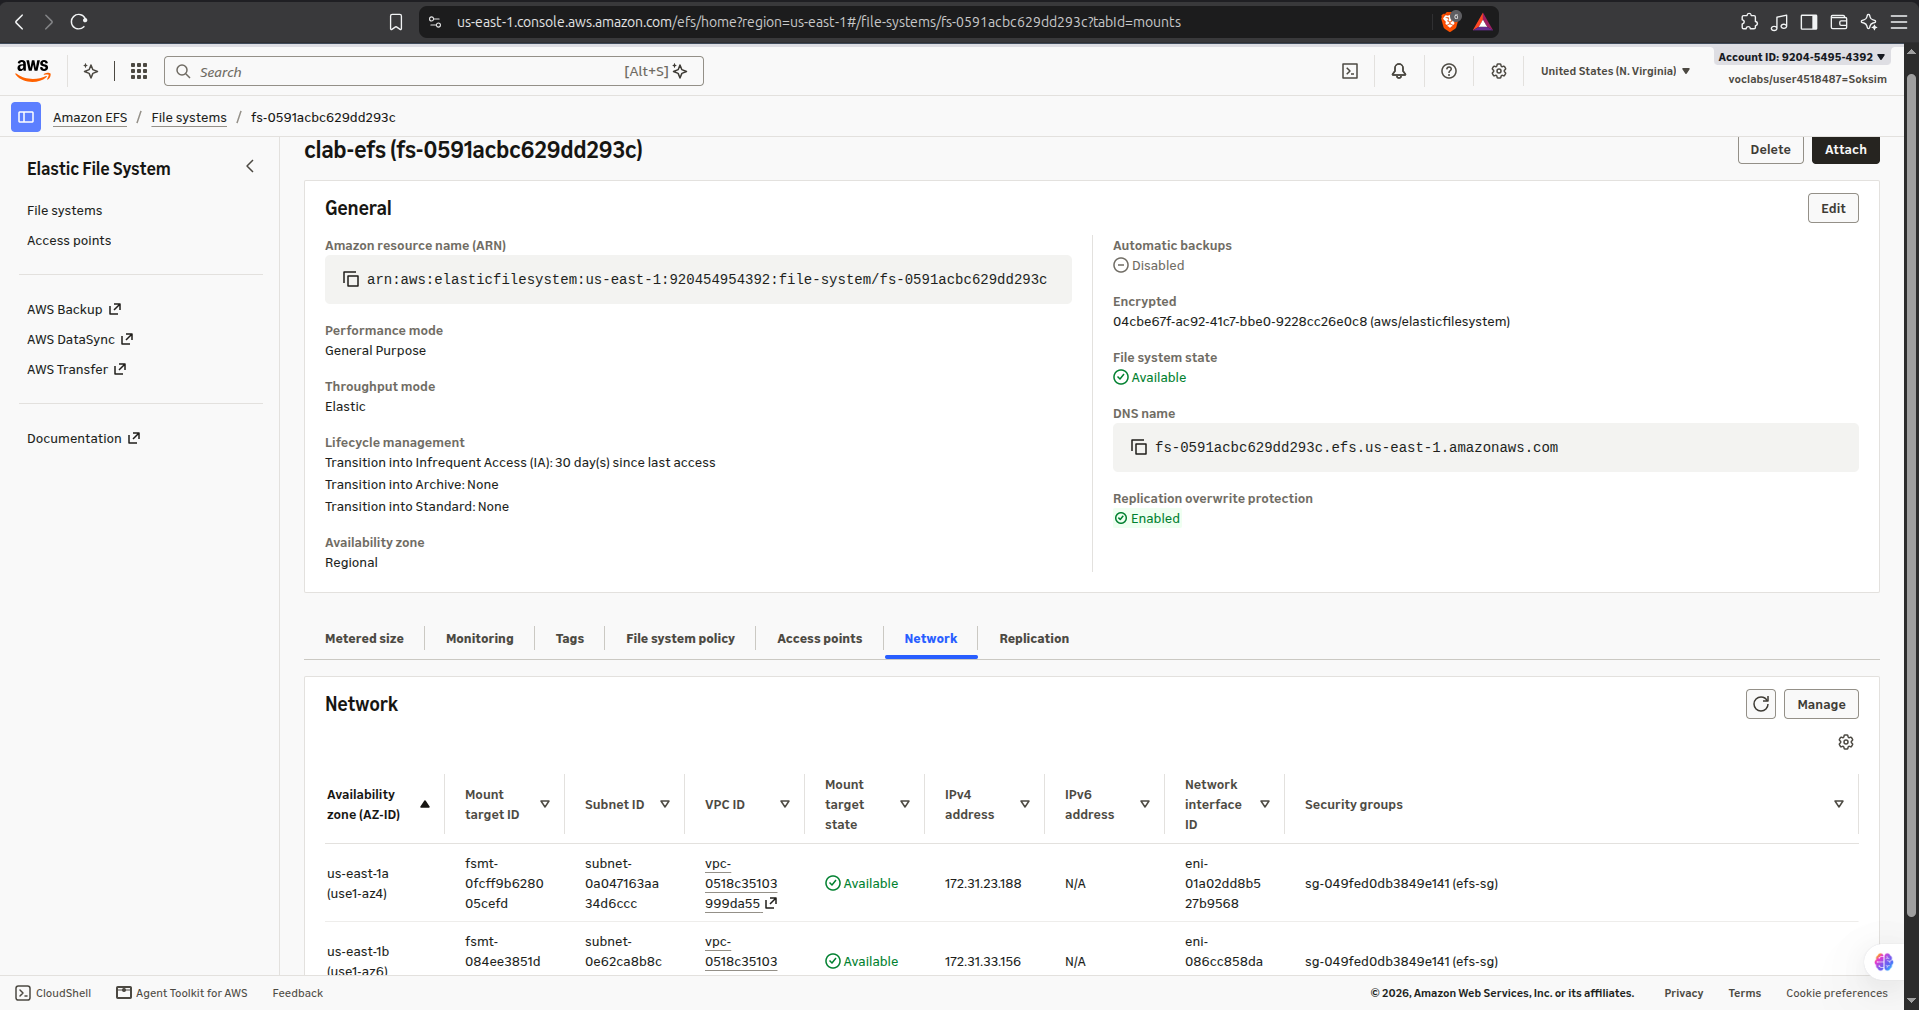 us-east-1.console.aws.amazon.com/efs/home?region=us-east-1#/file-systems/fs-0591acbc629dd293c?tabId=mounts
aws
Search
[Alt+S]
United States (N. Virginia)
Account ID: 9204-5495-4392
voclabs/user4518487=Soksim
Amazon EFS / File systems / fs-0591acbc629dd293c
Elastic File System
File systems
Access points
AWS Backup
AWS DataSync
AWS Transfer
Documentation
clab-efs (fs-0591acbc629dd293c)
Delete
Attach
General
Edit
Amazon resource name (ARN)
arn:aws:elasticfilesystem:us-east-1:920454954392:file-system/fs-0591acbc629dd293c
Performance mode
General Purpose
Throughput mode
Elastic
Lifecycle management
Transition into Infrequent Access (IA): 30 day(s) since last access
Transition into Archive: None
Transition into Standard: None
Availability zone
Regional
Automatic backups
Disabled
Encrypted
04cbe67f-ac92-41c7-bbe0-9228cc26e0c8 (aws/elasticfilesystem)
File system state
Available
DNS name
fs-0591acbc629dd293c.efs.us-east-1.amazonaws.com
Replication overwrite protection
Enabled
Metered size
Monitoring
Tags
File system policy
Access points
Network
Replication
Network
Manage
Availability
zone (AZ-ID)
Mount
target ID
Subnet ID
VPC ID
Mount
target
state
IPv4
address
IPv6
address
Network
interface
ID
Security groups
us-east-1a
(use1-az4)
fsmt-
0fcff9b6280
05cefd
subnet-
0a047163aa
34d6ccc
vpc-
0518c35103
999da55
Available
172.31.23.188
N/A
eni-
01a02dd8b5
27b9568
sg-049fed0db3849e141 (efs-sg)
us-east-1b
(use1-az6)
fsmt-
084ee3851d
subnet-
0e62ca8b8c
vpc-
0518c35103
Available
172.31.33.156
N/A
eni-
086cc858da
sg-049fed0db3849e141 (efs-sg)
CloudShell
Agent Toolkit for AWS
Feedback
© 2026, Amazon Web Services, Inc. or its affiliates.
Privacy
Terms
Cookie preferences